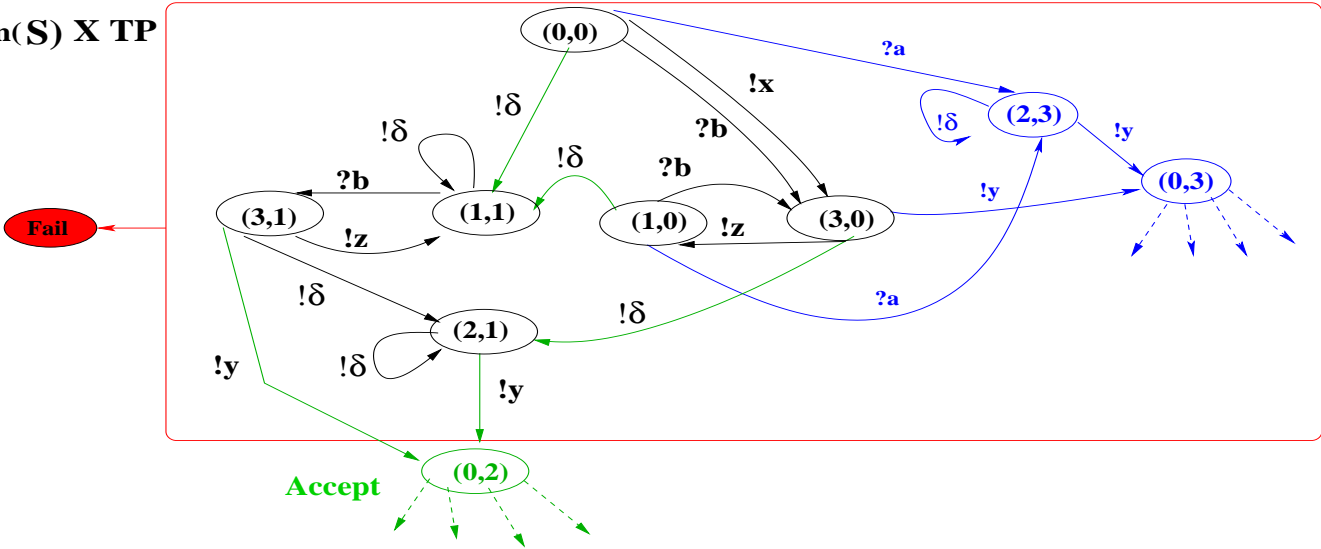 n(S) X TP
(0,0)
?a
!x
!δ
?b
(2,3)
!δ
!y
!δ
!δ
?b
?b
!y
(0,3)
(3,1)
(1,1)
(1,0)
(3,0)
Fail
!z
!z
!δ
?a
!δ
(2,1)
!δ
!y
!y
(0,2)
Accept